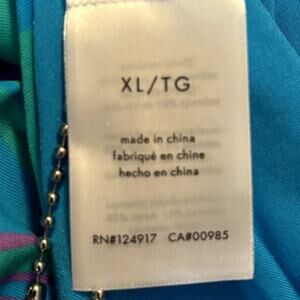 XL/TG
made in china
fabriqué en chine
hecho en china
RN#124917 CA#00985